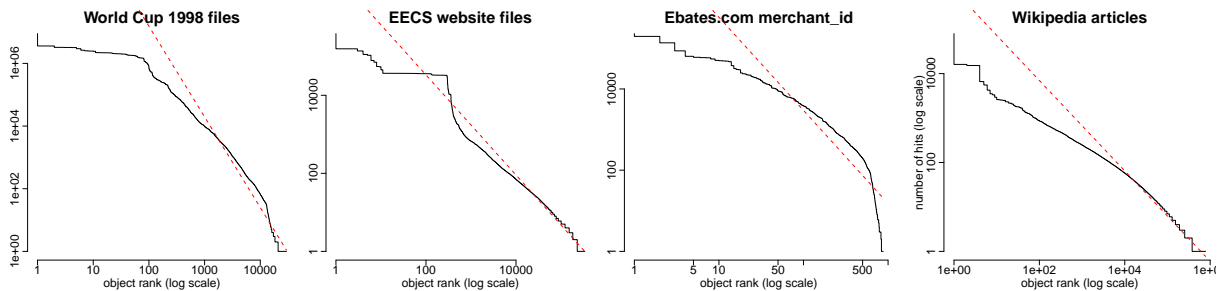 World Cup 1998 files
1e+06
1e+04
1e+02
1e+00
1 10 100 1000 10000
object rank (log scale)
EECS website files
10000
100
1
1 100 10000
object rank (log scale)
Ebates.com merchant_id
10000
100
1
1 5 10 50 500
object rank (log scale)
Wikipedia articles
number of hits (log scale)
10000
100
1
1e+00 1e+02 1e+04 1e+06
object rank (log scale)